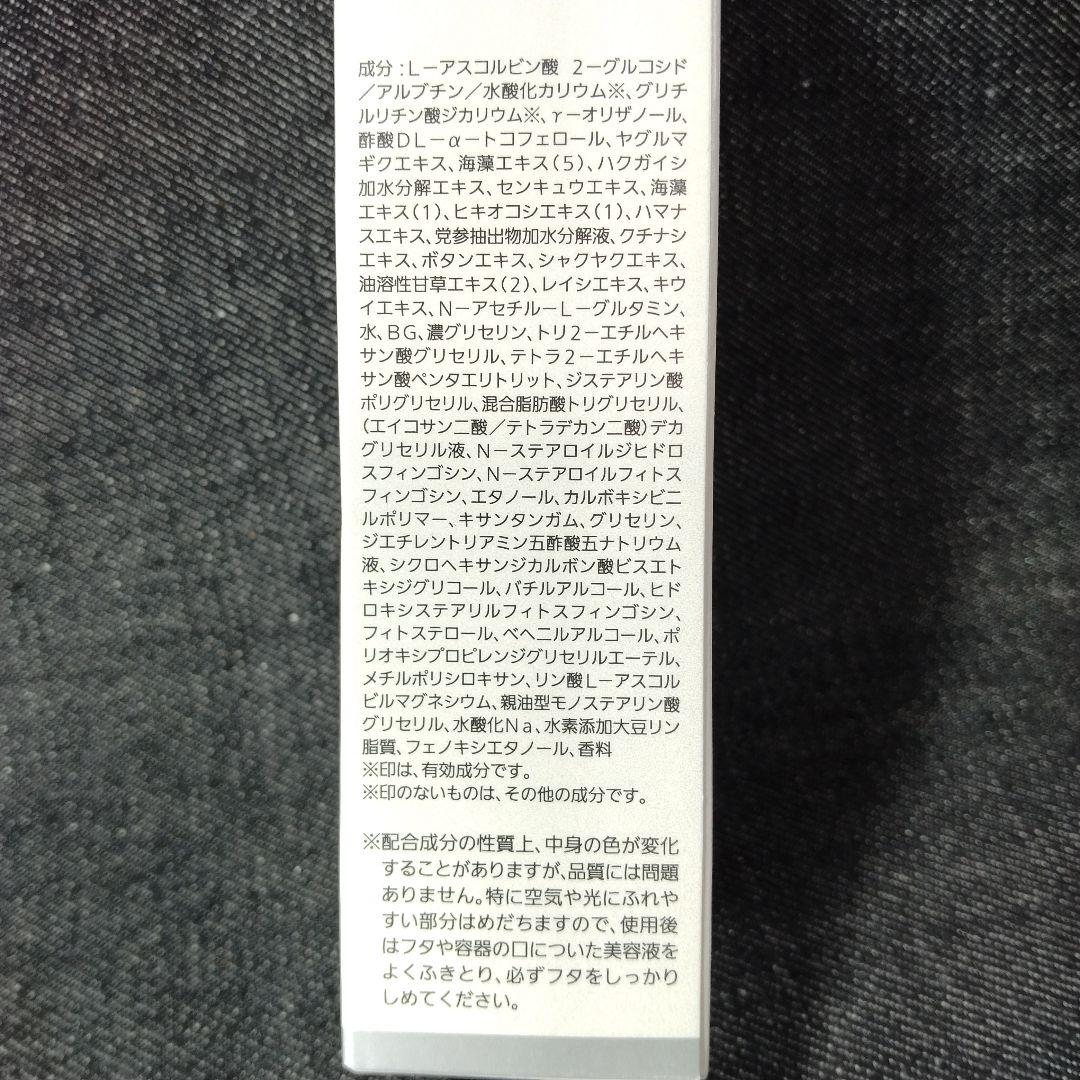 成分:L-アスコルビン酸 2-グルコシド
/アルブチン/水酸化カリウム※、グリチ
ルリチン酸ジカリウム※、γ-オリザノール、
酢酸DL-α-トコフェロール、ヤグルマ
ギクエキス、海藻エキス(5)、ハクガイシ
加水分解エキス、センキュウエキス、海藻
エキス(1)、ヒキオコシエキス(1)、ハマナ
スエキス、党参抽出物加水分解液、クチナシ
エキス、ボタンエキス、シャクヤクエキス、
油溶性甘草エキス(2)、レイシエキス、キウ
イエキス、N-アセチル-L-グルタミン、
水、BG、濃グリセリン、トリ2-エチルヘキ
サン酸グリセリル、テトラ2-エチルヘキ
サン酸ペンタエリトリット、ジステアリン酸
ポリグリセリル、混合脂肪酸トリグリセリル、
(エイコサン二酸/テトラデカン二酸)デカ
グリセリル液、N-ステアロイルジヒドロ
スフィンゴシン、N-ステアロイルフィトス
フィンゴシン、エタノール、カルボキシビニ
ルポリマー、キサンタンガム、グリセリン、
ジエチレントリアミン五酢酸五ナトリウム
液、シクロヘキサンジカルボン酸ビスエト
キシジグリコール、バチルアルコール、ヒド
ロキシステアリルフィトスフィンゴシン、
フィトステロール、ベヘニルアルコール、ポ
リオキシプロピレンジグリセリルエーテル、
メチルポリシロキサン、リン酸L-アスコル
ビルマグネシウム、親油型モノステアリン酸
グリセリル、水酸化Na、水素添加大豆リン
脂質、フェノキシエタノール、香料
※印は、有効成分です。
※印のないものは、その他の成分です。
※配合成分の性質上、中身の色が変化
することがありますが、品質には問題
ありません。特に空気や光にふれや
すい部分はめだちますので、使用後
はフタや容器の口についた美容液を
よくふきとり、必ずフタをしっかり
しめてください。